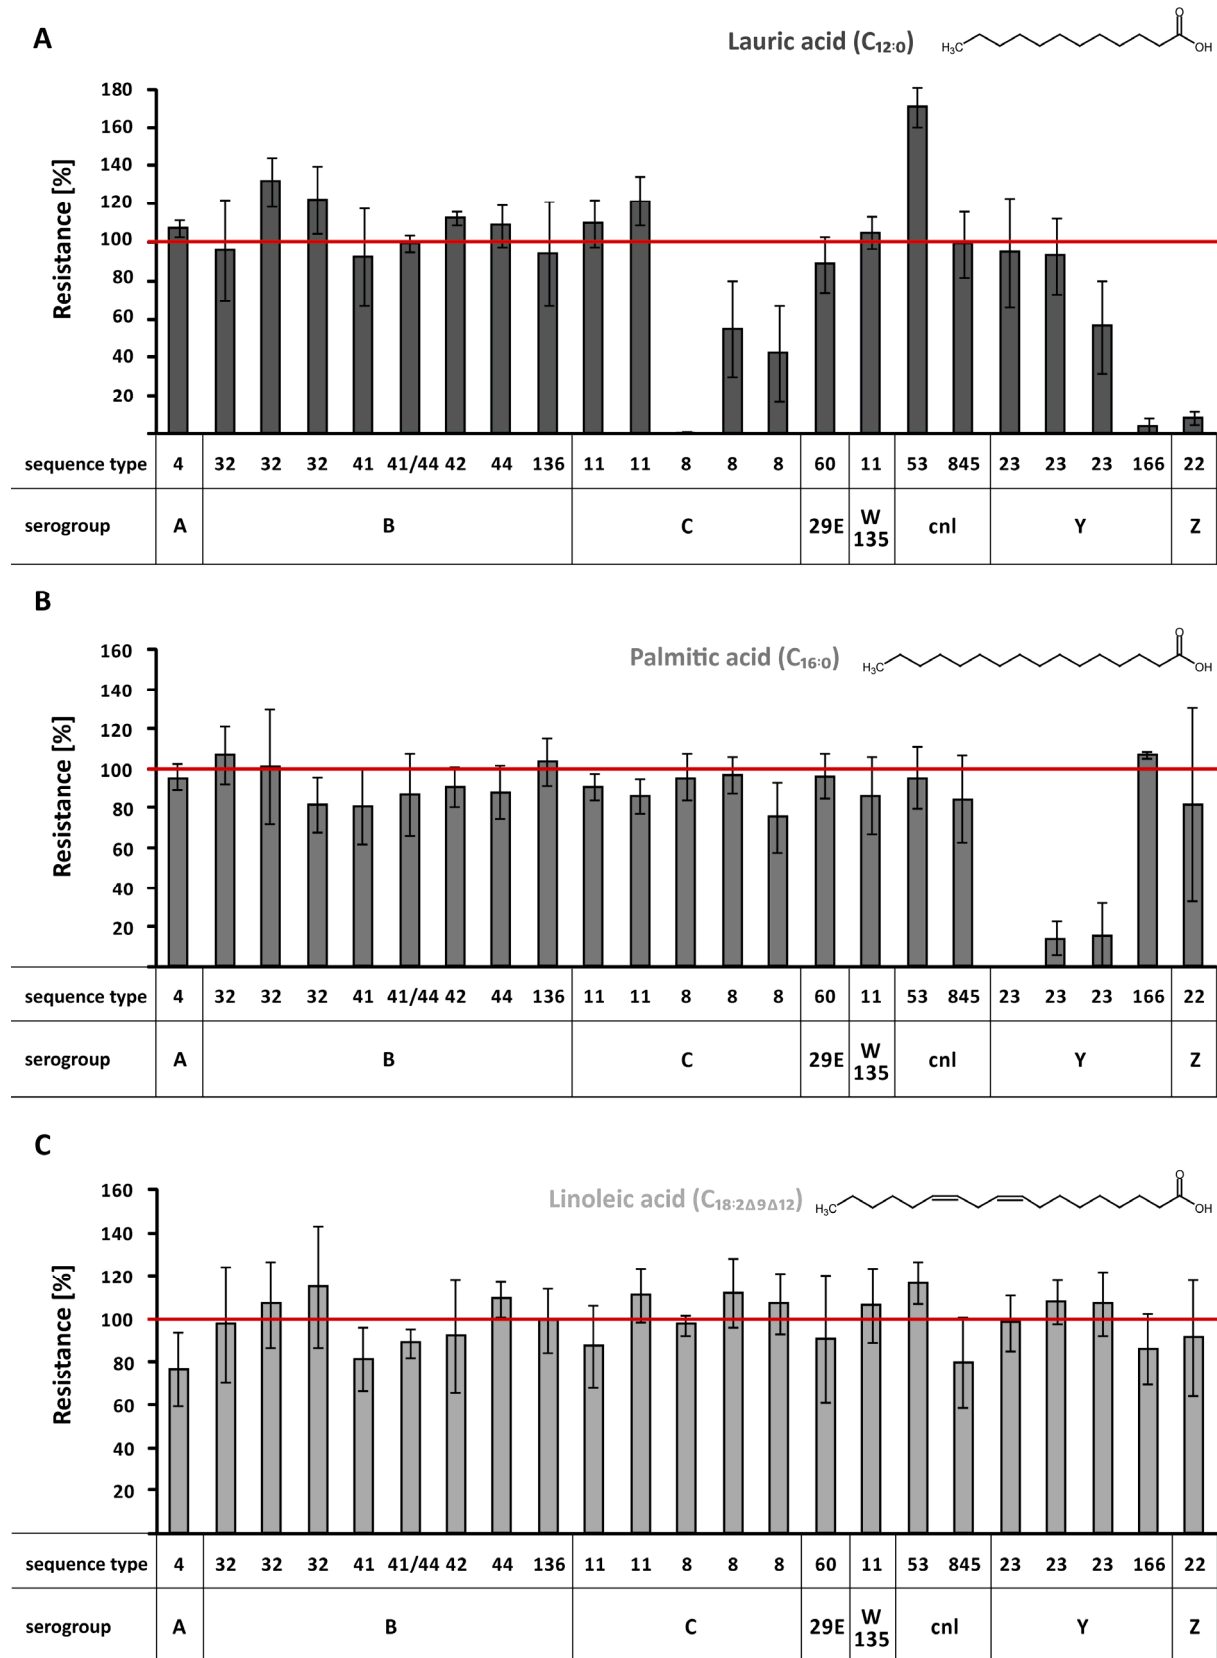 A
Lauric acid (C₁₂:₀)
H₃C
O
OH
Resistance [%]
180
160
140
120
100
80
60
40
20
sequence type 4 32 32 32 41 41/44 42 44 136 11 11 8 8 8 60 11 53 845 23 23 23 166 22
serogroup A B C 29E W 135 cnl Y Z
B
Palmitic acid (C₁₆:₀)
H₃C
O
OH
Resistance [%]
160
140
120
100
80
60
40
20
sequence type 4 32 32 32 41 41/44 42 44 136 11 11 8 8 8 60 11 53 845 23 23 23 166 22
serogroup A B C 29E W 135 cnl Y Z
C
Linoleic acid (C₁₈:₂Δ₉Δ₁₂)
H₃C
O
OH
Resistance [%]
160
140
120
100
80
60
40
20
sequence type 4 32 32 32 41 41/44 42 44 136 11 11 8 8 8 60 11 53 845 23 23 23 166 22
serogroup A B C 29E W 135 cnl Y Z